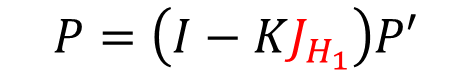 P = (I − KJ_{H_1})P′